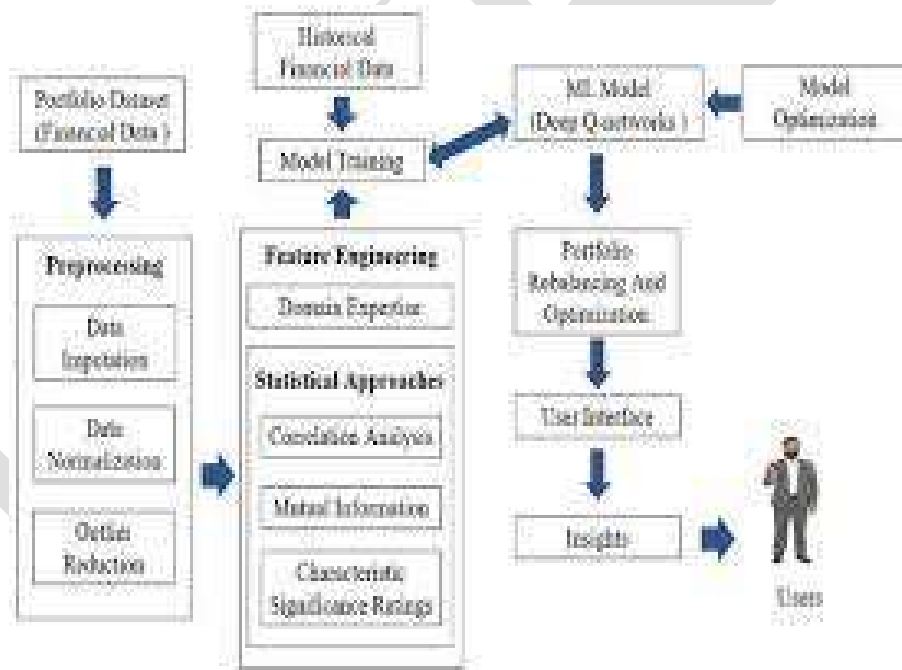 Portfolio Dataset
(Financial Data )
Preprocessing
Data
Imputation
Data
Normalization
Outlier
Reduction
Historical
Financial Data
Model Training
Feature Engineering
Domain Expertise
Statistical Approaches
Correlation Analysis
Mutual Information
Characteristic
Significance Ratings
ML Model
(Deep Q-networks )
Model
Optimization
Portfolio
Rebalancing And
Optimization
User Interface
Insights
Users